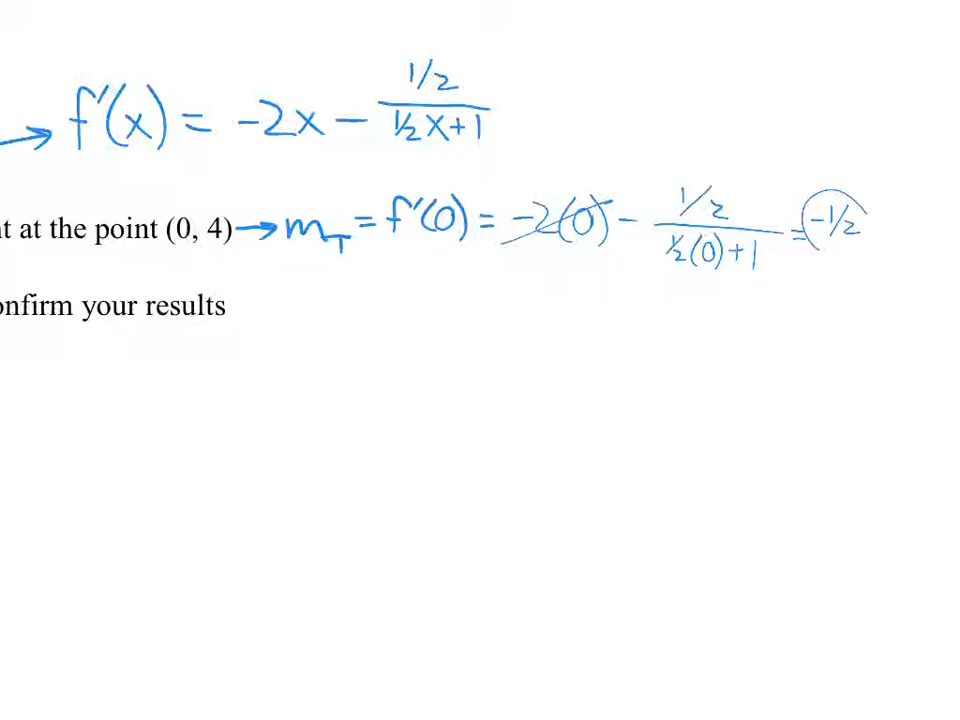 → f'(x) = -2x - (1/2)/(½x+1)
nt at the point (0, 4) → m_T = f'(0) = -2(0) - (1/2)/(½(0)+1) = -1/2
onfirm your results